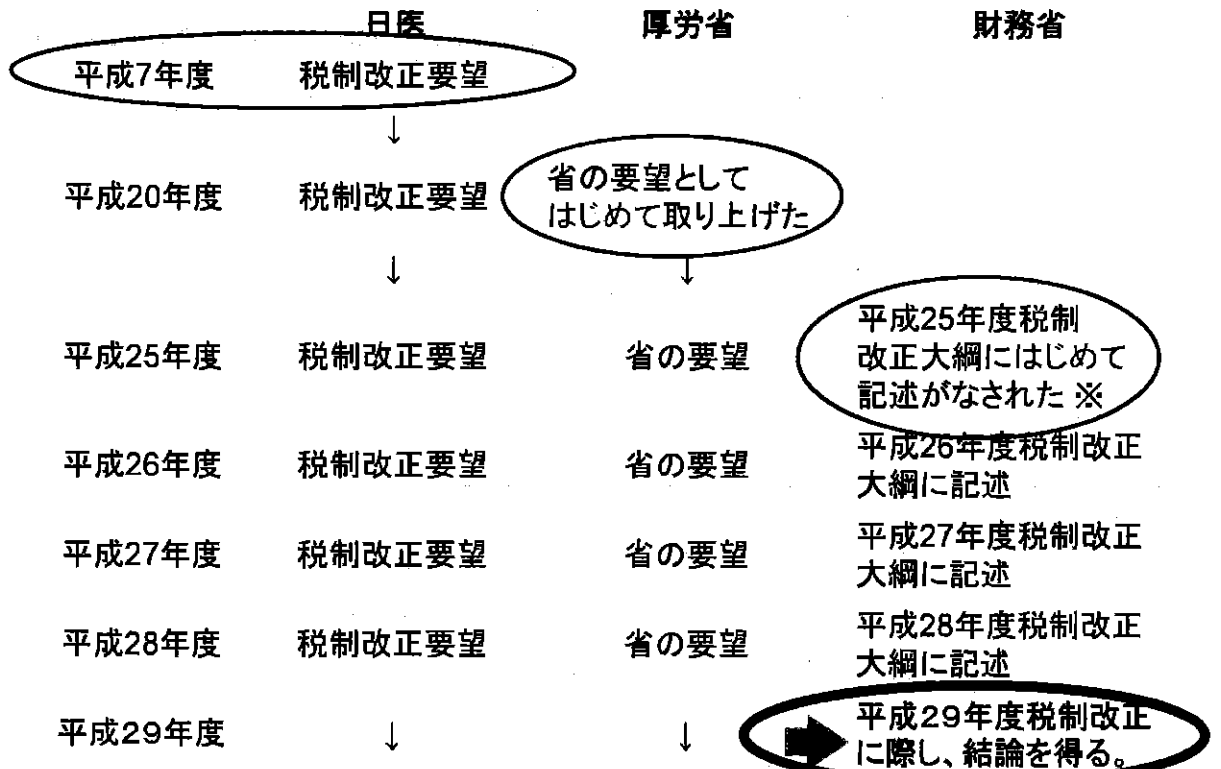 日医 厚労省 財務省
平成7年度 税制改正要望
↓
平成20年度 税制改正要望 省の要望として
はじめて取り上げた
↓ ↓
平成25年度 税制改正要望 省の要望 平成25年度税制
改正大綱にはじめて
記述がなされた ※
平成26年度 税制改正要望 省の要望 平成26年度税制改正
大綱に記述
平成27年度 税制改正要望 省の要望 平成27年度税制改正
大綱に記述
平成28年度 税制改正要望 省の要望 平成28年度税制改正
大綱に記述
平成29年度 ↓ ↓ 平成29年度税制改正
に際し、結論を得る。